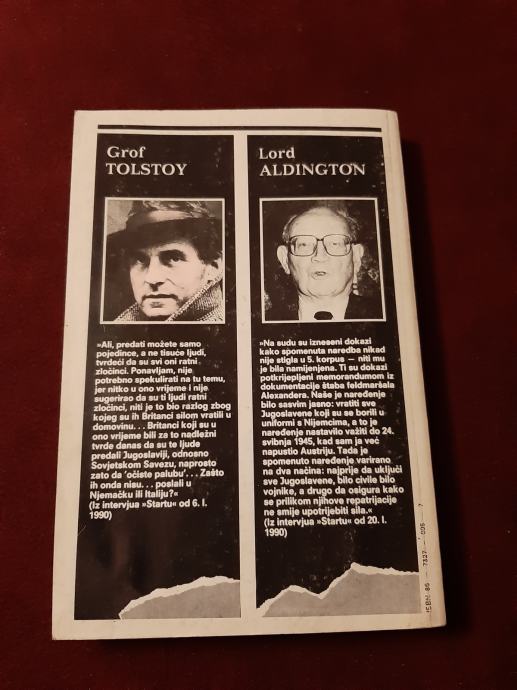 Grof
TOLSTOY
»Ali, predati možete samo
pojedince, a ne tisuće ljudi,
tvrdeći da su svi oni ratni
zločinci. Ponavljam, nije
potrebno spekulirati na tu temu,
jer nitko u ono vrijeme i nije
sugerirao da su ti ljudi ratni
zločinci, niti je to bio razlog zbog
kojeg su ih Britanci silom vratili u
domovinu... Britanci koji su u
ono vrijeme bili za to nadležni
tvrde danas da su te ljude
predali Jugoslaviji, odnosno
Sovjetskom Savezu, naprosto
zato da 'očiste palubu'... Zašto
ih onda nisu... poslali u
Njemačku ili Italiju?«
(Iz intervjua »Startu« od 6. I.
1990)
Lord
ALDINGTON
»Na sudu su izneseni dokazi
kako spomenuta naredba nikad
nije stigla u 5. korpus — niti mu
je bila namijenjena. Ti su dokazi
potkrijepljeni memorandumom iz
dokumentacije štaba feldmaršala
Alexandera. Naše je naređenje
bilo sasvim jasno: vratiti sve
Jugoslavene koji su se borili u
uniformi s Nijemcima, a to je
naređenje nastavilo važiti do 24.
svibnja 1945, kad sam ja već
napustio Austriju. Tada je
spomenuto naređenje varirano
na dva načina: najprije da uključi
sve Jugoslavene, bilo civile bilo
vojnike, a drugo da osigura kako
se prilikom njihove repatrijacije
ne smije upotrijebiti sila.«
(Iz intervjua »Startu« od 20. I.
1990)
ISBN 86 — 7327 — 006 — 7